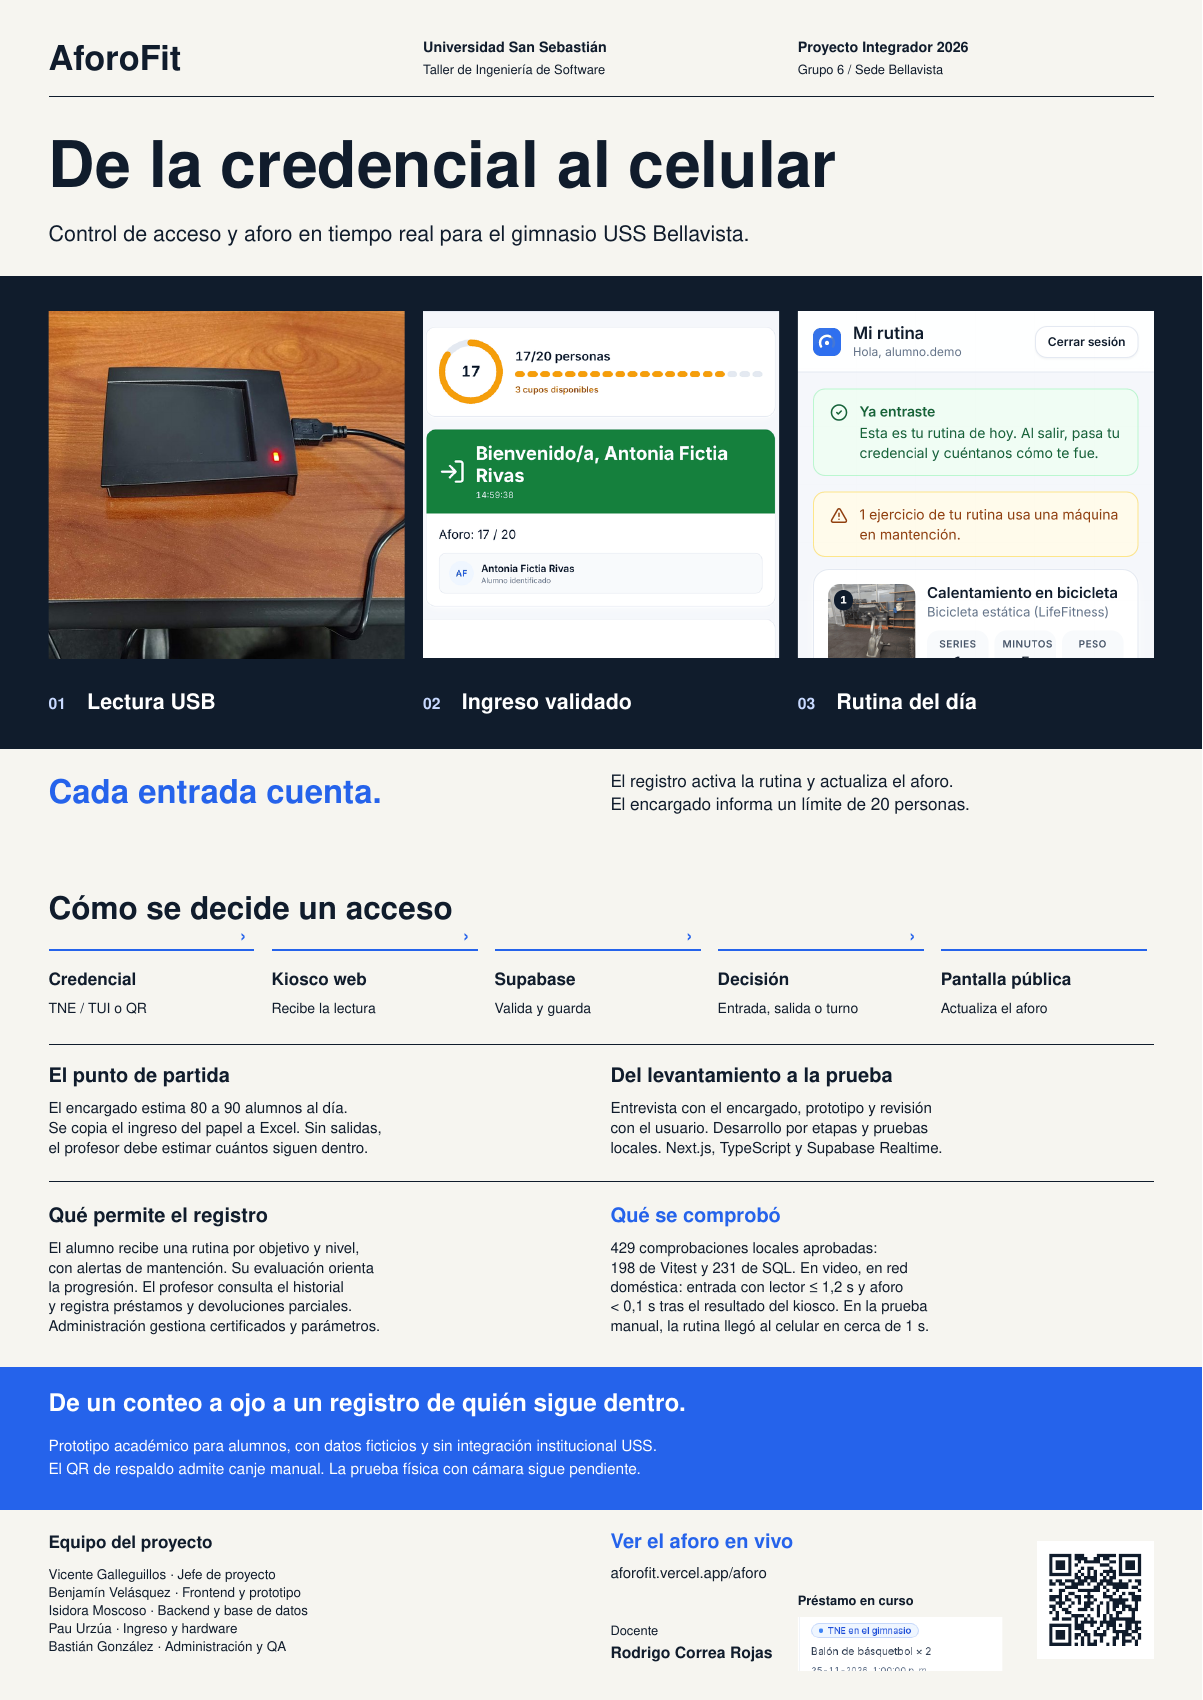 AforoFit
Universidad San Sebastián
Taller de Ingeniería de Software
Proyecto Integrador 2026
Grupo 6 / Sede Bellavista
De la credencial al celular
Control de acceso y aforo en tiempo real para el gimnasio USS Bellavista.
17
17/20 personas
3 cupos disponibles
Bienvenido/a, Antonia Fictia
Rivas
14:59:38
Aforo: 17 / 20
AF
Antonia Fictia Rivas
Alumno identificado
Mi rutina
Hola, alumno.demo
Cerrar sesión
Ya entraste
Esta es tu rutina de hoy. Al salir, pasa tu
credencial y cuéntanos cómo te fue.
1 ejercicio de tu rutina usa una máquina
en mantención.
1
Calentamiento en bicicleta
Bicicleta estática (LifeFitness)
SERIES
MINUTOS
PESO
01 Lectura USB
02 Ingreso validado
03 Rutina del día
Cada entrada cuenta.
El registro activa la rutina y actualiza el aforo.
El encargado informa un límite de 20 personas.
Cómo se decide un acceso
› › › ›
Credencial
TNE / TUI o QR
Kiosco web
Recibe la lectura
Supabase
Valida y guarda
Decisión
Entrada, salida o turno
Pantalla pública
Actualiza el aforo
El punto de partida
El encargado estima 80 a 90 alumnos al día.
Se copia el ingreso del papel a Excel. Sin salidas,
el profesor debe estimar cuántos siguen dentro.
Del levantamiento a la prueba
Entrevista con el encargado, prototipo y revisión
con el usuario. Desarrollo por etapas y pruebas
locales. Next.js, TypeScript y Supabase Realtime.
Qué permite el registro
El alumno recibe una rutina por objetivo y nivel,
con alertas de mantención. Su evaluación orienta
la progresión. El profesor consulta el historial
y registra préstamos y devoluciones parciales.
Administración gestiona certificados y parámetros.
Qué se comprobó
429 comprobaciones locales aprobadas:
198 de Vitest y 231 de SQL. En video, en red
doméstica: entrada con lector ≤ 1,2 s y aforo
< 0,1 s tras el resultado del kiosco. En la prueba
manual, la rutina llegó al celular en cerca de 1 s.
De un conteo a ojo a un registro de quién sigue dentro.
Prototipo académico para alumnos, con datos ficticios y sin integración institucional USS.
El QR de respaldo admite canje manual. La prueba física con cámara sigue pendiente.
Equipo del proyecto
Vicente Galleguillos · Jefe de proyecto
Benjamín Velásquez · Frontend y prototipo
Isidora Moscoso · Backend y base de datos
Pau Urzúa · Ingreso y hardware
Bastián González · Administración y QA
Ver el aforo en vivo
aforofit.vercel.app/aforo
Docente
Rodrigo Correa Rojas
Préstamo en curso
TNE en el gimnasio
Balón de básquetbol × 2
25-11-2026, 1:00:00 p. m.